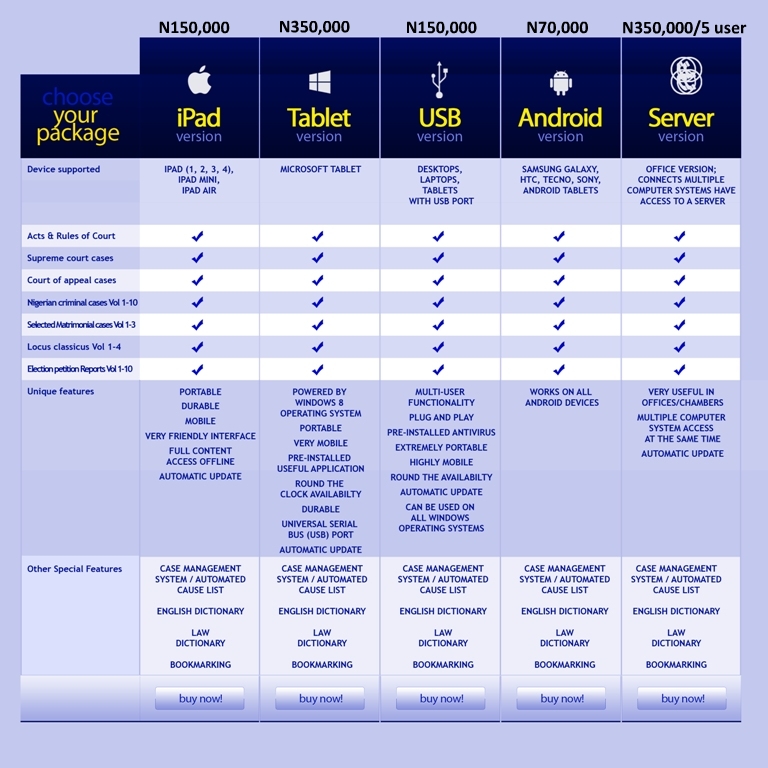 N150,000 N350,000 N150,000 N70,000 N350,000/5 user
choose
your
package
iPad
version
Tablet
version
USB
version
Android
version
Server
version
Device supported
IPAD (1, 2, 3, 4),
IPAD MINI,
IPAD AIR
MICROSOFT TABLET
DESKTOPS,
LAPTOPS,
TABLETS
WITH USB PORT
SAMSUNG GALAXY,
HTC, TECNO, SONY,
ANDROID TABLETS
OFFICE VERSION;
CONNECTS MULTIPLE
COMPUTER SYSTEMS HAVE
ACCESS TO A SERVER
Acts & Rules of Court
Supreme court cases
Court of appeal cases
Nigerian criminal cases Vol 1-10
Selected Matrimonial cases Vol 1-3
Locus classicus Vol 1-4
Election petition Reports Vol 1-10
Unique features
PORTABLE
DURABLE
MOBILE
VERY FRIENDLY INTERFACE
FULL CONTENT
ACCESS OFFLINE
AUTOMATIC UPDATE
POWERED BY
WINDOWS 8
OPERATING SYSTEM
PORTABLE
VERY MOBILE
PRE-INSTALLED
USEFUL APPLICATION
ROUND THE
CLOCK AVAILABILTY
DURABLE
UNIVERSAL SERIAL
BUS (USB) PORT
AUTOMATIC UPDATE
MULTI-USER
FUNCTIONALITY
PLUG AND PLAY
PRE-INSTALLED ANTIVIRUS
EXTREMELY PORTABLE
HIGHLY MOBILE
ROUND THE AVAILABILTY
AUTOMATIC UPDATE
CAN BE USED ON
ALL WINDOWS
OPERATING SYSTEMS
WORKS ON ALL
ANDROID DEVICES
VERY USEFUL IN
OFFICES/CHAMBERS
MULTIPLE COMPUTER
SYSTEM ACCESS
AT THE SAME TIME
AUTOMATIC UPDATE
Other Special Features
CASE MANAGEMENT
SYSTEM / AUTOMATED
CAUSE LIST
ENGLISH DICTIONARY
LAW
DICTIONARY
BOOKMARKING
CASE MANAGEMENT
SYSTEM / AUTOMATED
CAUSE LIST
ENGLISH DICTIONARY
LAW
DICTIONARY
BOOKMARKING
CASE MANAGEMENT
SYSTEM / AUTOMATED
CAUSE LIST
ENGLISH DICTIONARY
LAW
DICTIONARY
BOOKMARKING
CASE MANAGEMENT
SYSTEM / AUTOMATED
CAUSE LIST
ENGLISH DICTIONARY
LAW
DICTIONARY
BOOKMARKING
CASE MANAGEMENT
SYSTEM / AUTOMATED
CAUSE LIST
ENGLISH DICTIONARY
LAW
DICTIONARY
BOOKMARKING
buy now! buy now! buy now! buy now! buy now!